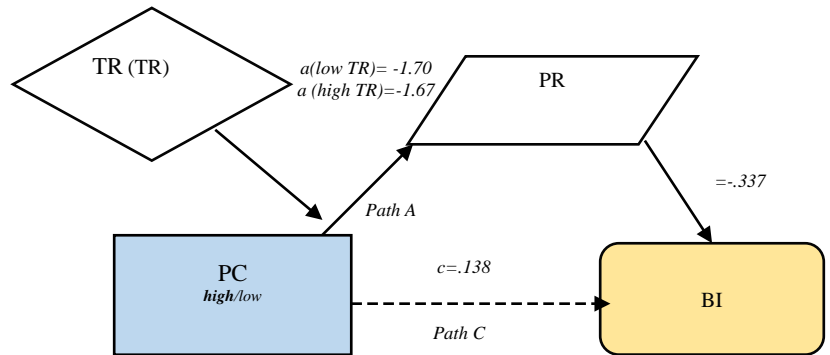 TR (TR)
a(low TR)= -1.70
a (high TR)=-1.67
PR
Path A
=-.337
PC
high/low
c=.138
BI
Path C